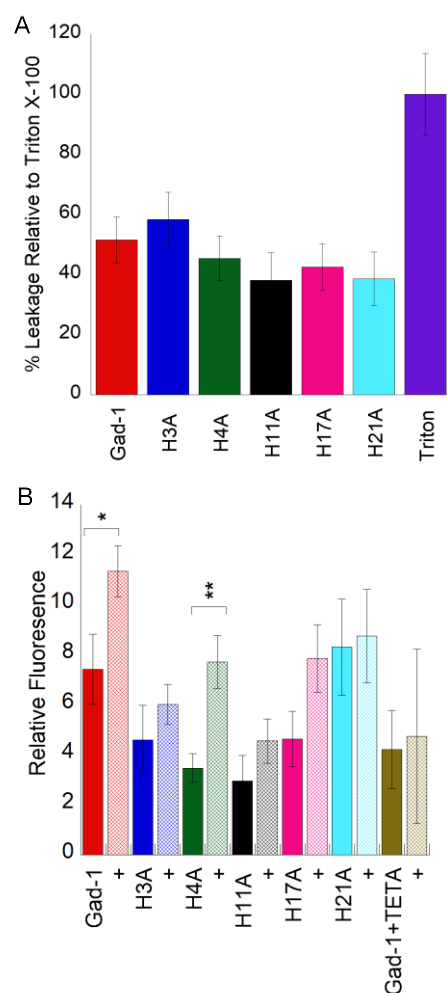 A
% Leakage Relative to Triton X-100
120
100
80
60
40
20
0
Gad-1
H3A
H4A
H11A
H17A
H21A
Triton
B
Relative Fluoresence
14
12
10
8
6
4
2
0
*
**
Gad-1
+
H3A
+
H4A
+
H11A
+
H17A
+
H21A
+
Gad-1+TETA
+